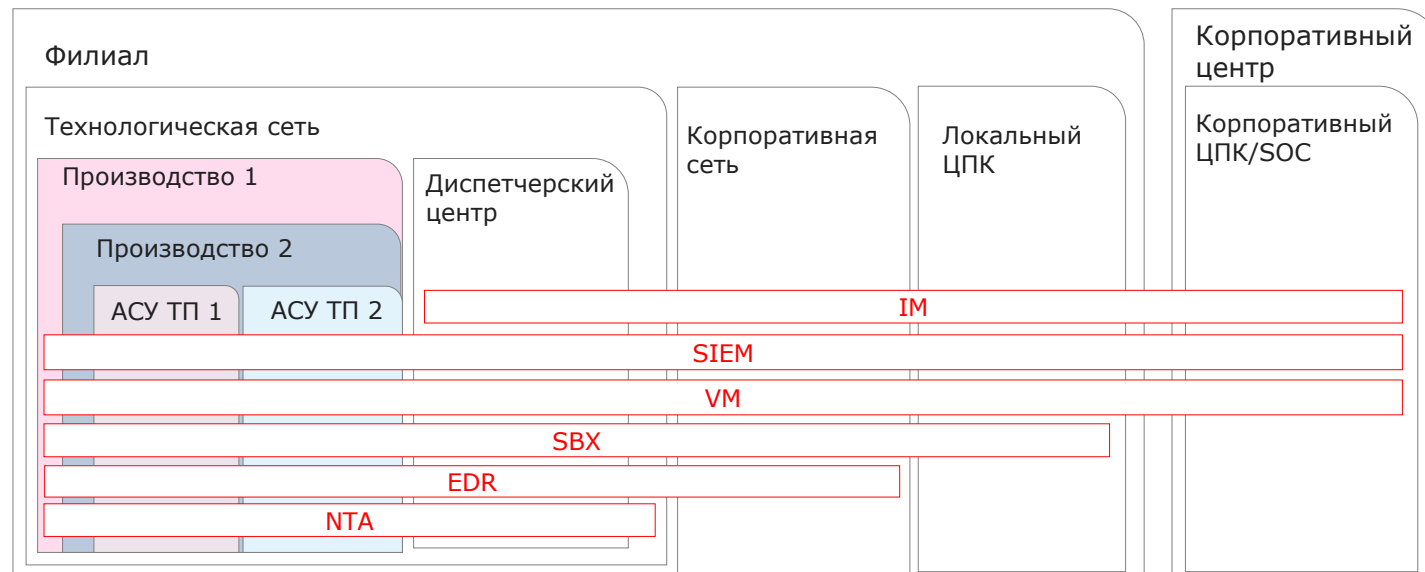 Филиал
Корпоративный
центр
Технологическая сеть
Корпоративная
сеть
Локальный
ЦПК
Корпоративный
ЦПК/SOC
Производство 1
Диспетчерский
центр
Производство 2
АСУ ТП 1
АСУ ТП 2
IM
SIEM
VM
SBX
EDR
NTA